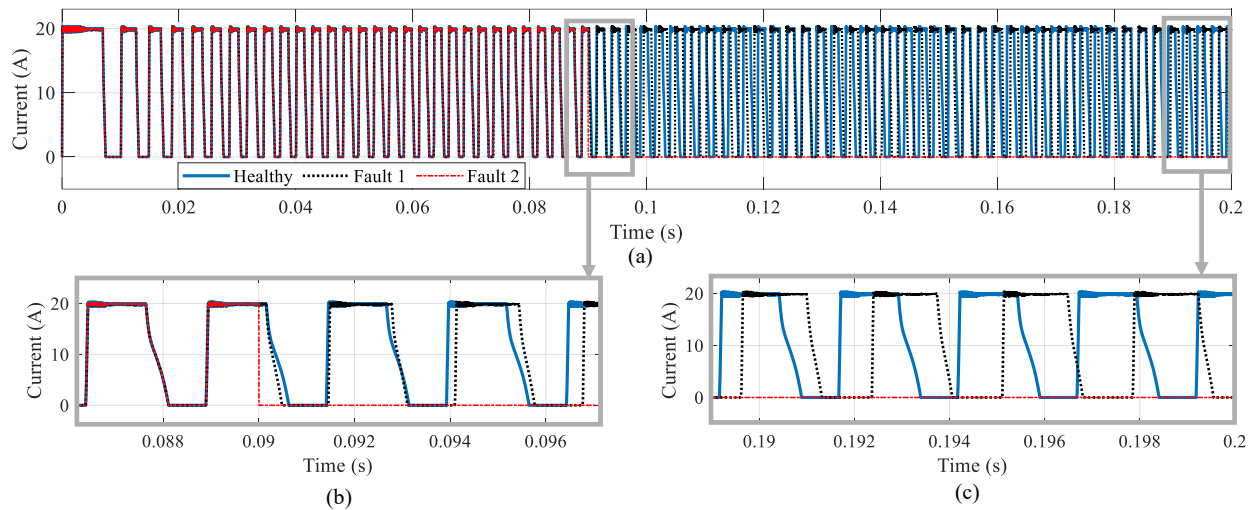 Current (A)
20
10
0
Healthy Fault 1 Fault 2
0 0.02 0.04 0.06 0.08 0.1 0.12 0.14 0.16 0.18 0.2
Time (s)
(a)
Current (A)
20
10
0
0.088 0.09 0.092 0.094 0.096
Time (s)
(b)
Current (A)
20
10
0
0.19 0.192 0.194 0.196 0.198 0.2
Time (s)
(c)